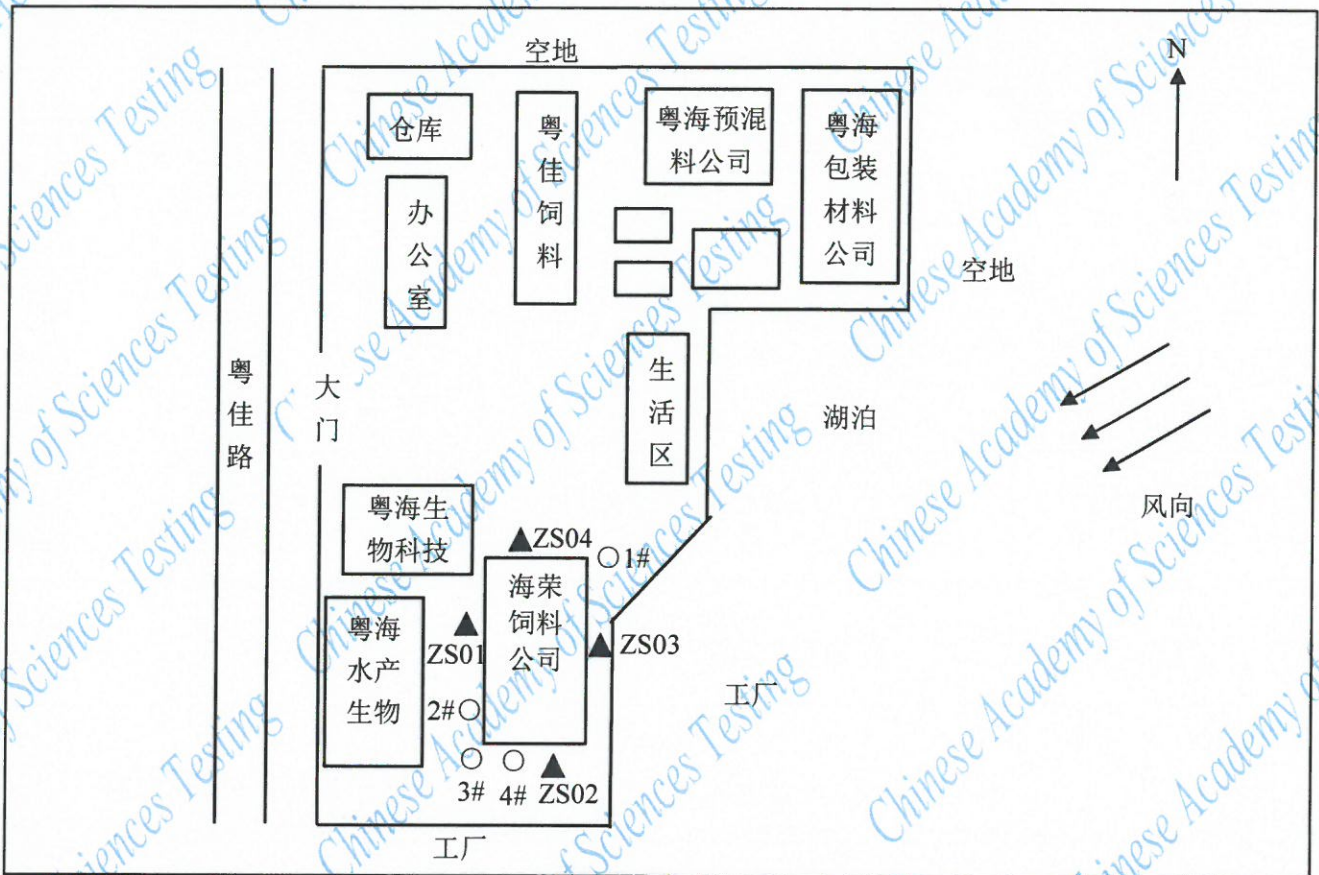 空地
N
仓库
粤佳饲料
粤海预混
料公司
粤海
包装
材料
公司
办公室
空地
粤佳路
大门
生活区
湖泊
风向
粤海生
物科技
ZS04
1#
海荣
饲料
公司
粤海
水产
生物
ZS01
ZS03
2#
工厂
3#
4#
ZS02
工厂
Chinese Academy of Sciences Testing